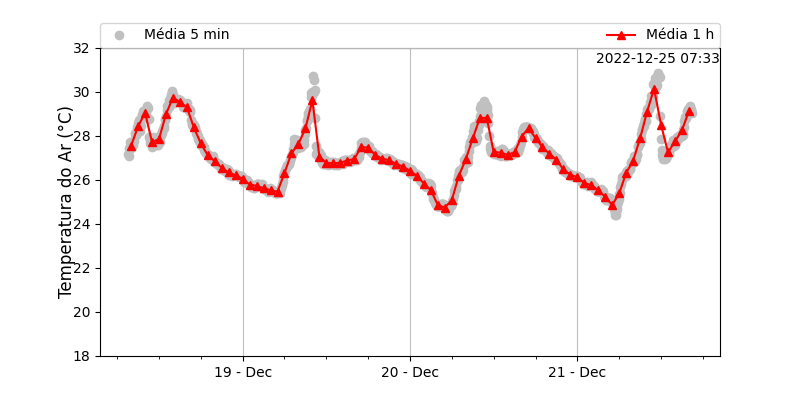 Média 5 min
Média 1 h
2022-12-25 07:33
Temperatura do Ar (°C)
32
30
28
26
24
22
20
18
19 - Dec
20 - Dec
21 - Dec